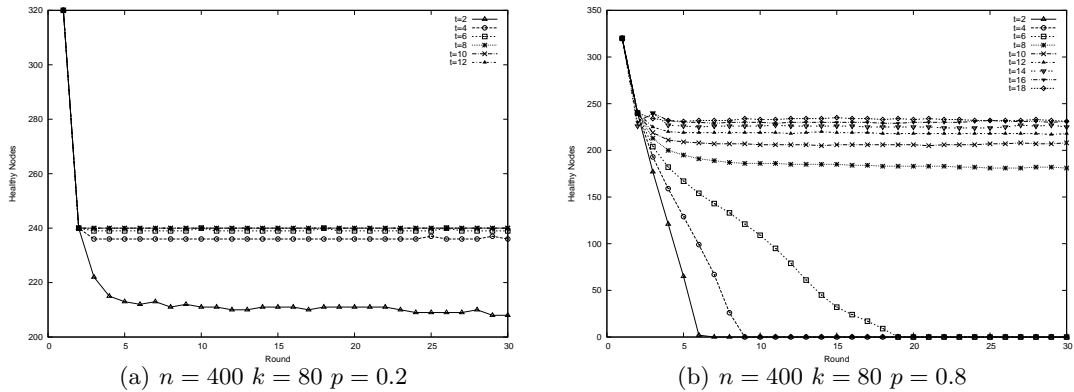 320
300
280
260
240
220
200
0
5
10
15
20
25
30
Healthy Nodes
Round
t=2
t=4
t=6
t=8
t=10
t=12
(a) n = 400 k = 80 p = 0.2
350
300
250
200
150
100
50
0
0
5
10
15
20
25
30
Healthy Nodes
Round
t=2
t=4
t=6
t=8
t=10
t=12
t=14
t=16
t=18
(b) n = 400 k = 80 p = 0.8